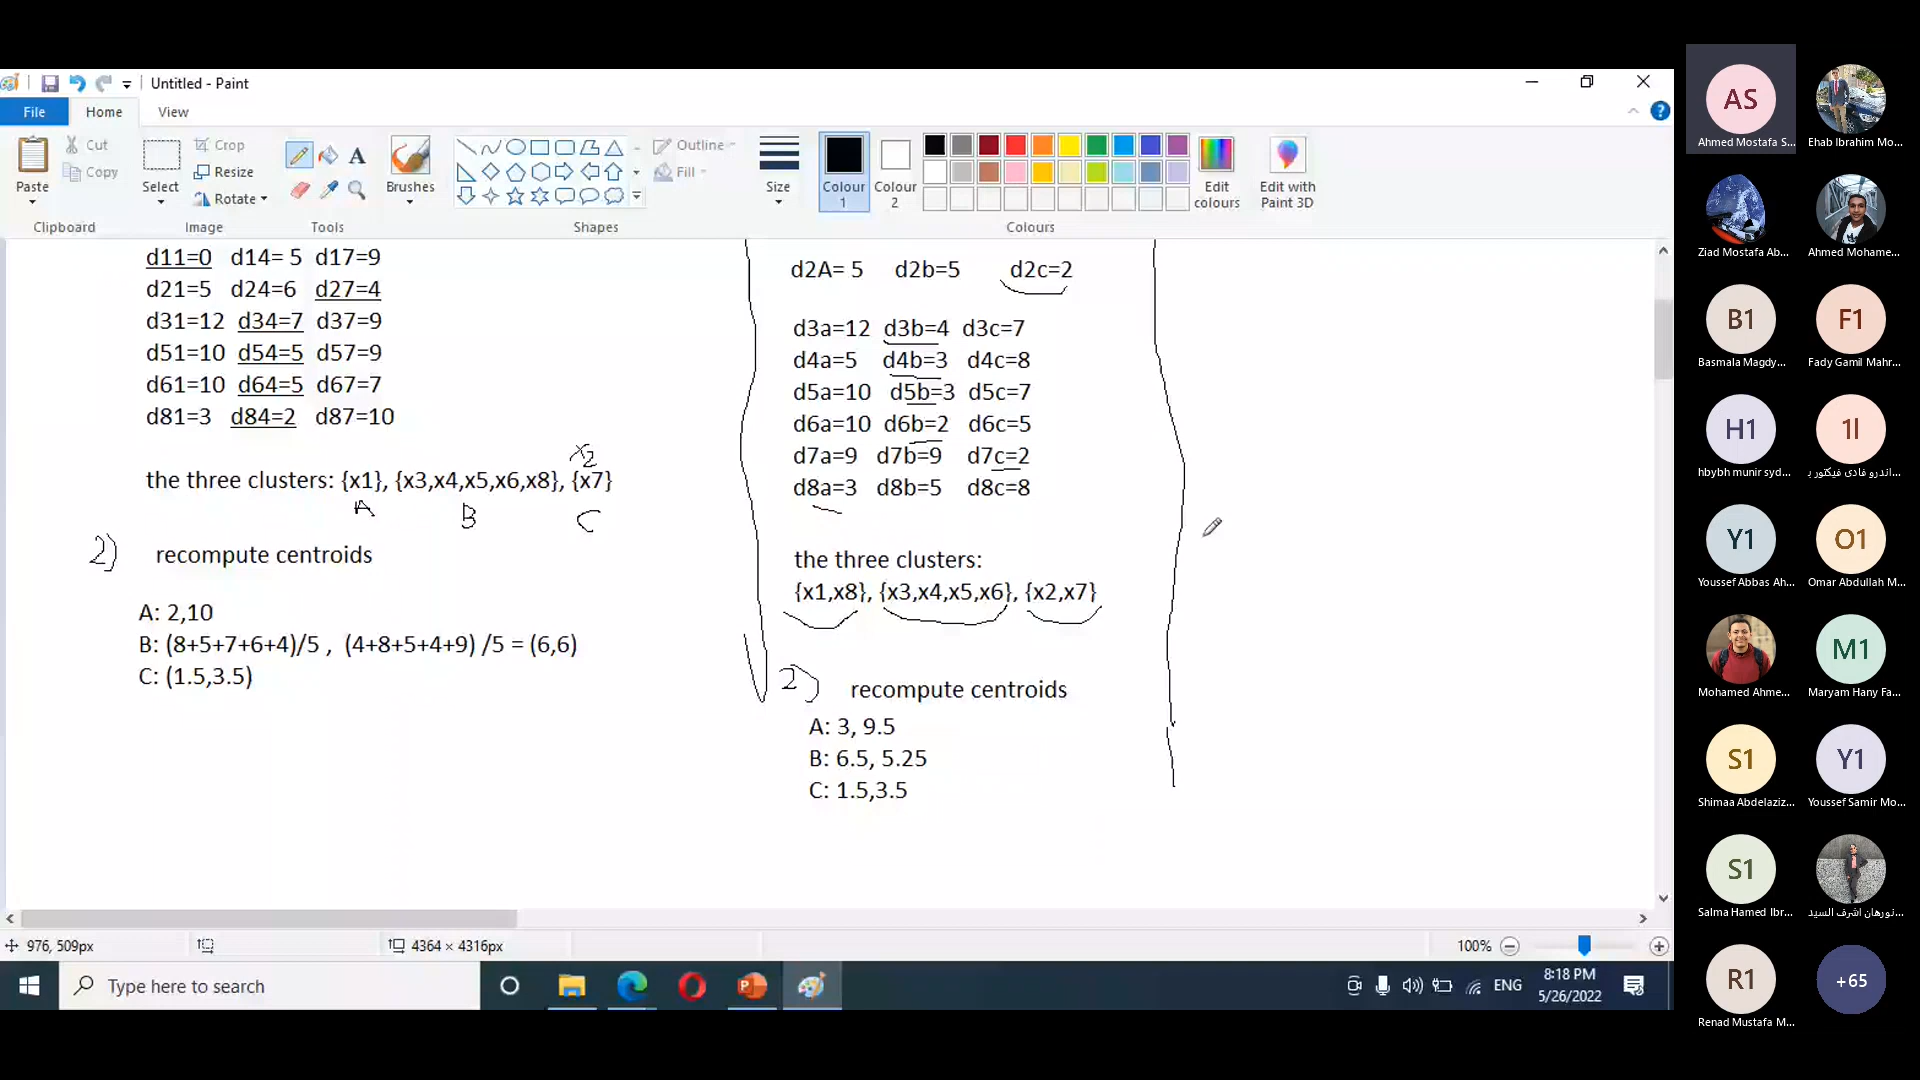 Untitled - Paint
File Home View
Paste
Cut
Copy
Clipboard
Select
Crop
Resize
Rotate
Image
Tools
Brushes
Shapes
Outline
Fill
Size
Colour 1
Colour 2
Edit colours
Edit with Paint 3D
Colours
d11=0 d14= 5 d17=9
d21=5 d24=6 d27=4
d31=12 d34=7 d37=9
d51=10 d54=5 d57=9
d61=10 d64=5 d67=7
d81=3 d84=2 d87=10
x2
the three clusters: {x1}, {x3,x4,x5,x6,x8}, {x7}
A B C
2) recompute centroids
A: 2,10
B: (8+5+7+6+4)/5 , (4+8+5+4+9) /5 = (6,6)
C: (1.5,3.5)
d2A= 5 d2b=5 d2c=2
d3a=12 d3b=4 d3c=7
d4a=5 d4b=3 d4c=8
d5a=10 d5b=3 d5c=7
d6a=10 d6b=2 d6c=5
d7a=9 d7b=9 d7c=2
d8a=3 d8b=5 d8c=8
the three clusters:
{x1,x8}, {x3,x4,x5,x6}, {x2,x7}
2) recompute centroids
A: 3, 9.5
B: 6.5, 5.25
C: 1.5,3.5
976, 509px
4364 × 4316px
100%
Type here to search
ENG
8:18 PM
5/26/2022
AS
Ahmed Mostafa S...
Ehab Ibrahim Mo...
Ziad Mostafa Ab...
Ahmed Mohame...
B1
Basmala Magdy...
F1
Fady Gamil Mahr...
H1
hbybh munir syd...
1ا
اندرو فادى فيكتور ب...
Y1
Youssef Abbas Ah...
O1
Omar Abdullah M...
Mohamed Ahme...
M1
Maryam Hany Fa...
S1
Shimaa Abdelaziz...
Y1
Youssef Samir Mo...
S1
Salma Hamed Ibr...
نورهان اشرف السيد...
R1
Renad Mustafa M...
+65